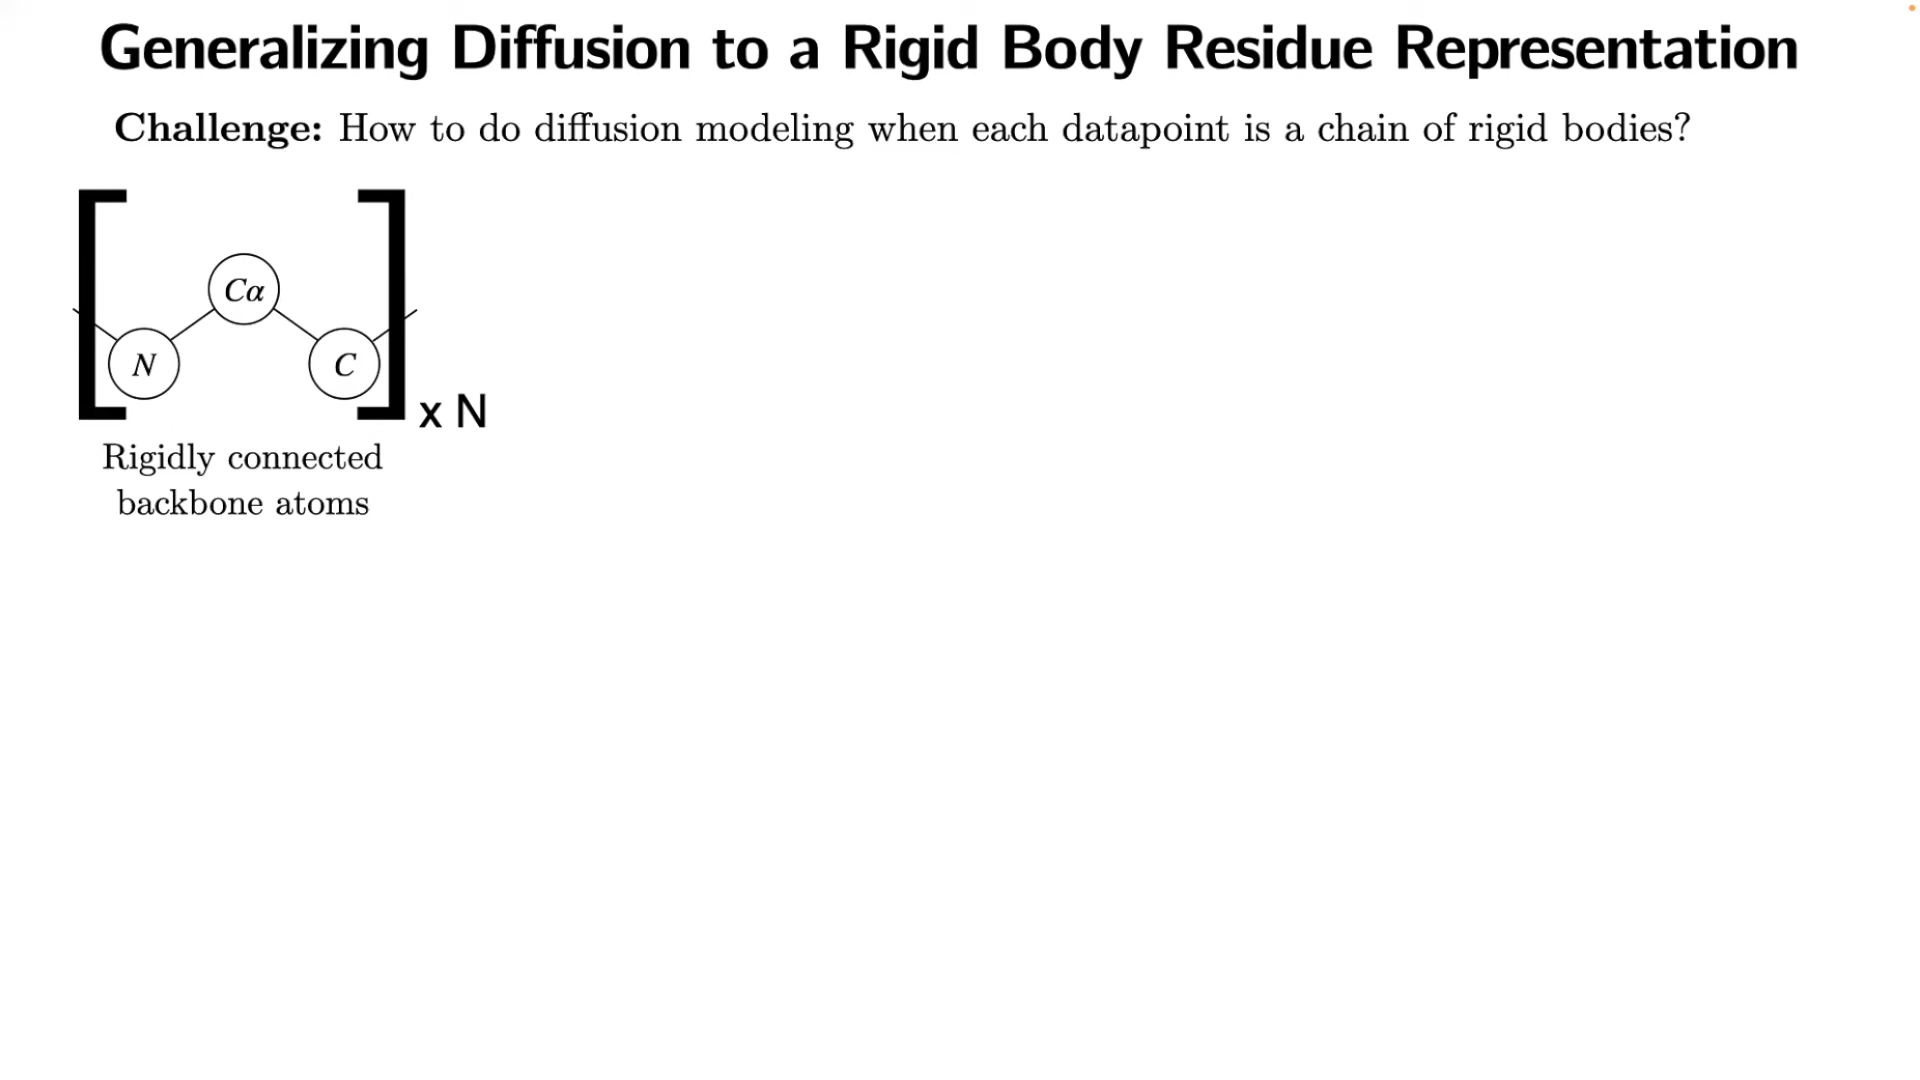 Generalizing Diffusion to a Rigid Body Residue Representation
Challenge: How to do diffusion modeling when each datapoint is a chain of rigid bodies?
Cα
N
C
x N
Rigidly connected
backbone atoms